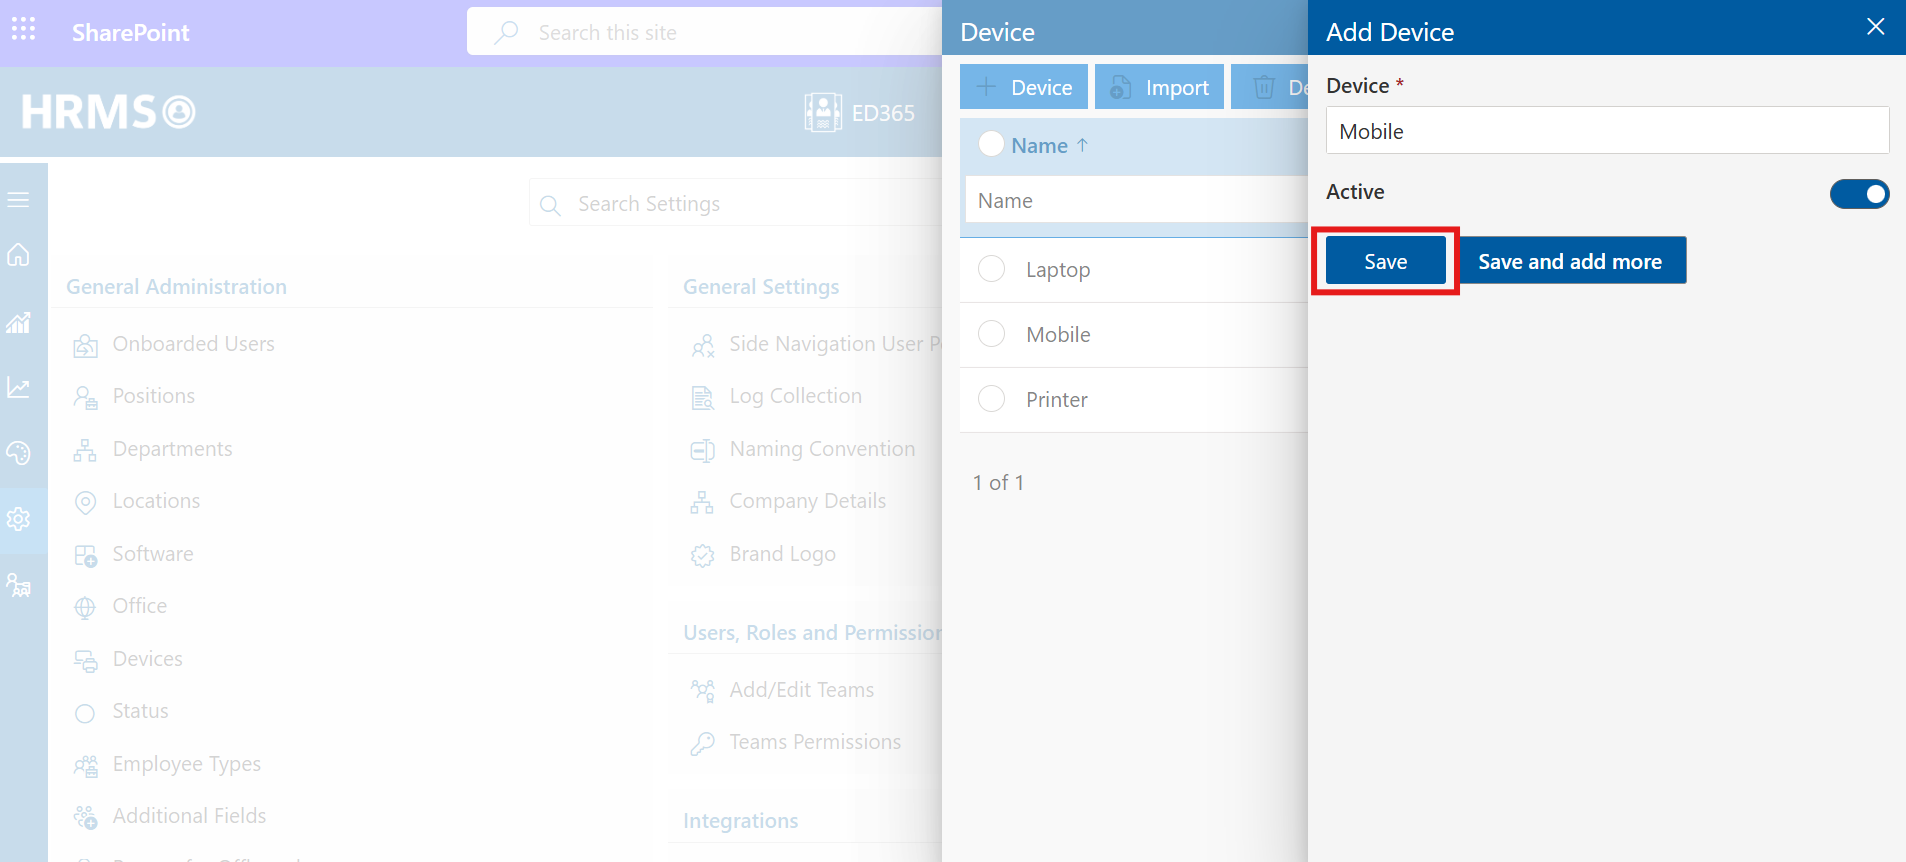 SharePoint
Search this site
HRMS
ED365
Search Settings
General Administration
Onboarded Users
Positions
Departments
Locations
Software
Office
Devices
Status
Employee Types
Additional Fields
General Settings
Side Navigation User
Log Collection
Naming Convention
Company Details
Brand Logo
Users, Roles and
Add/Edit Teams
Teams Permissions
Integrations
Device
Device
Import
Name ↑
Name
Laptop
Mobile
Printer
1 of 1
Add Device
Device *
Mobile
Active
Save
Save and add more